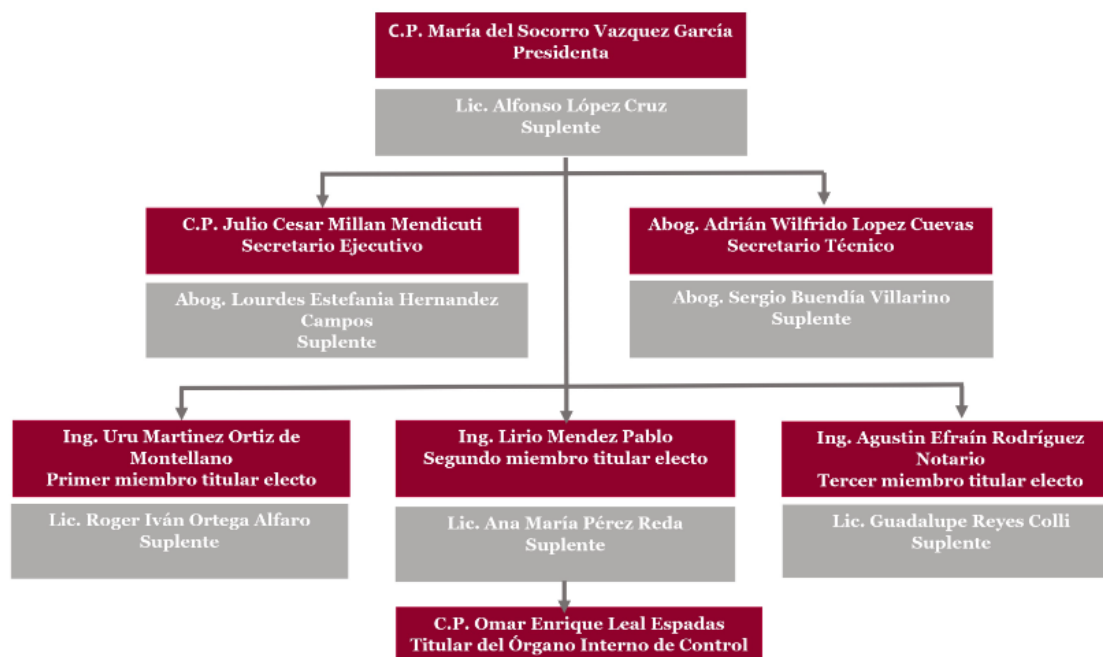 C.P. María del Socorro Vazquez García
Presidenta
Lic. Alfonso López Cruz
Suplente
C.P. Julio Cesar Millan Mendicuti
Secretario Ejecutivo
Abog. Lourdes Estefania Hernandez
Campos
Suplente
Abog. Adrián Wilfrido Lopez Cuevas
Secretario Técnico
Abog. Sergio Buendía Villarino
Suplente
Ing. Uru Martinez Ortiz de
Montellano
Primer miembro titular electo
Lic. Roger Iván Ortega Alfaro
Suplente
Ing. Lirio Mendez Pablo
Segundo miembro titular electo
Lic. Ana María Pérez Reda
Suplente
Ing. Agustin Efraín Rodríguez
Notario
Tercer miembro titular electo
Lic. Guadalupe Reyes Colli
Suplente
C.P. Omar Enrique Leal Espadas
Titular del Órgano Interno de Control